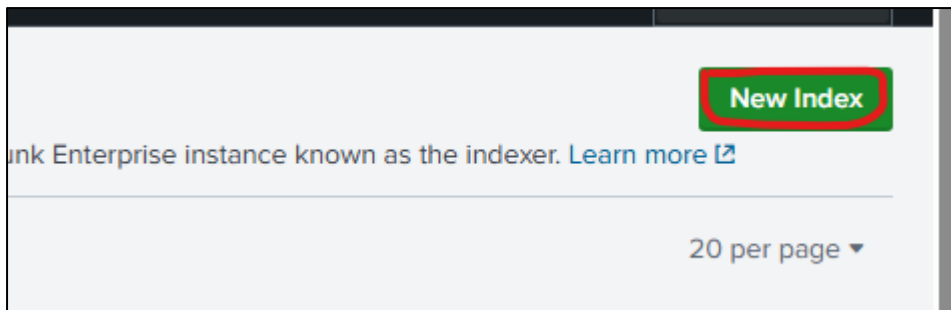 New Index
unk Enterprise instance known as the indexer. Learn more
20 per page